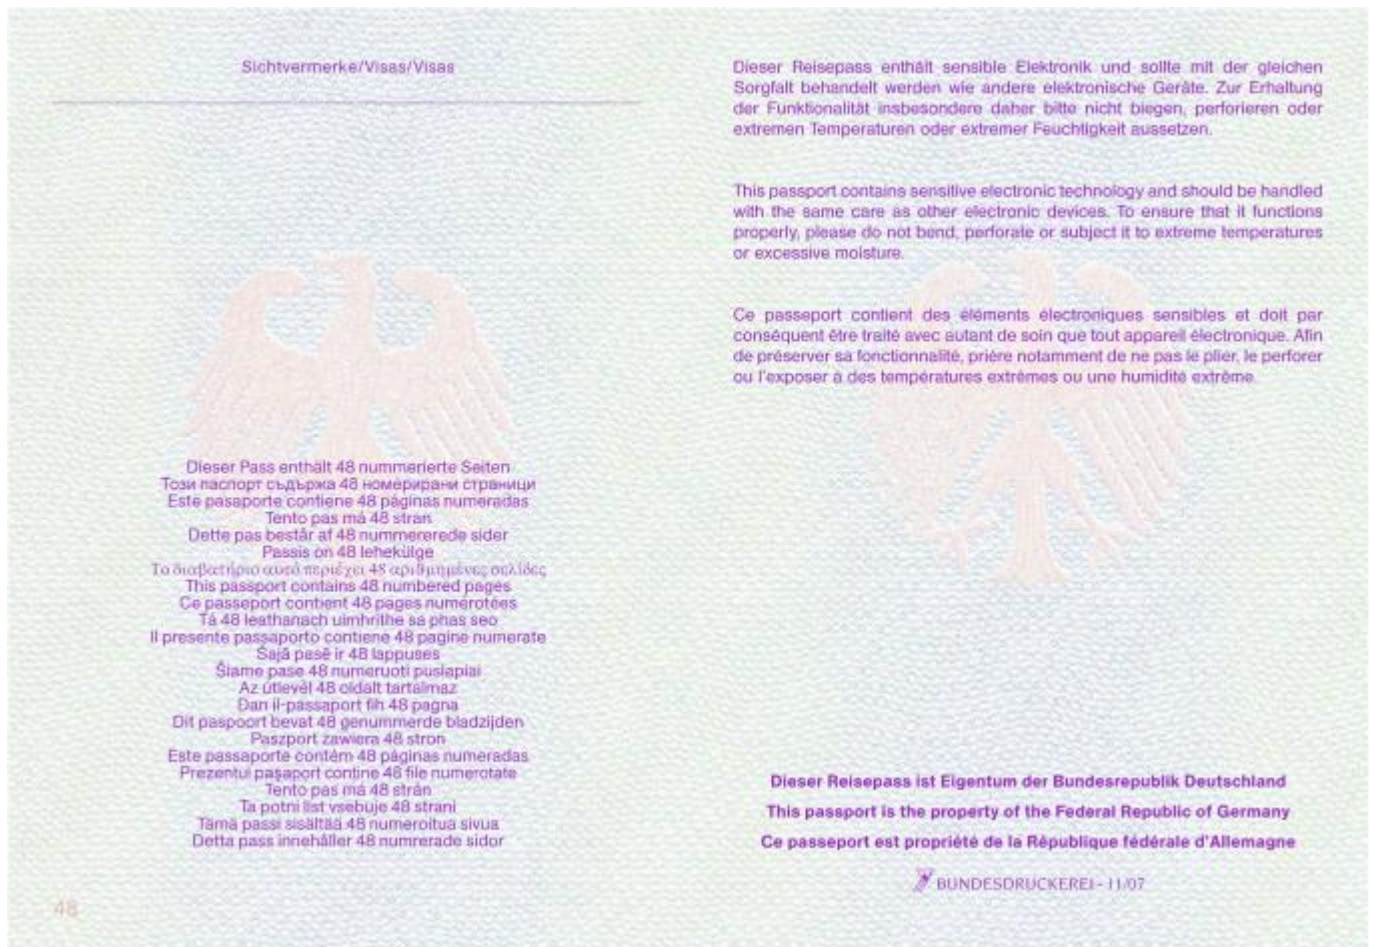 Sichtvermerke/Visas/Visas
Dieser Pass enthält 48 nummerierte Seiten
Този паспорт съдържа 48 номерирани страници
Este pasaporte contiene 48 páginas numeradas
Tento pas má 48 stran
Dette pas består af 48 nummererede sider
Passis on 48 lehekülge
Το διαβατήριο αυτό περιέχει 48 αριθμημένες σελίδες
This passport contains 48 numbered pages
Ce passeport contient 48 pages numérotées
Tá 48 leathanach uimhrithe sa phas seo
Il presente passaporto contiene 48 pagine numerate
Šajā pasē ir 48 lappuses
Šiame pase 48 numeruoti puslapiai
Az útlevél 48 oldalt tartalmaz
Dan il-passaport fih 48 paġna
Dit paspoort bevat 48 genummerde bladzijden
Paszport zawiera 48 stron
Este passaporte contém 48 páginas numeradas
Prezentul paşaport conţine 48 file numerotate
Tento pas má 48 strán
Ta potni list vsebuje 48 strani
Tämä passi sisältää 48 numeroitua sivua
Detta pass innehåller 48 numrerade sidor
48
Dieser Reisepass enthält sensible Elektronik und sollte mit der gleichen
Sorgfalt behandelt werden wie andere elektronische Geräte. Zur Erhaltung
der Funktionalität insbesondere daher bitte nicht biegen, perforieren oder
extremen Temperaturen oder extremer Feuchtigkeit aussetzen.
This passport contains sensitive electronic technology and should be handled
with the same care as other electronic devices. To ensure that it functions
properly, please do not bend, perforate or subject it to extreme temperatures
or excessive moisture.
Ce passeport contient des éléments électroniques sensibles et doit par
conséquent être traité avec autant de soin que tout appareil électronique. Afin
de préserver sa fonctionnalité, prière notamment de ne pas le plier, le perforer
ou l'exposer à des températures extrêmes ou une humidité extrême.
Dieser Reisepass ist Eigentum der Bundesrepublik Deutschland
This passport is the property of the Federal Republic of Germany
Ce passeport est propriété de la République fédérale d'Allemagne
BUNDESDRUCKEREI - 11/07